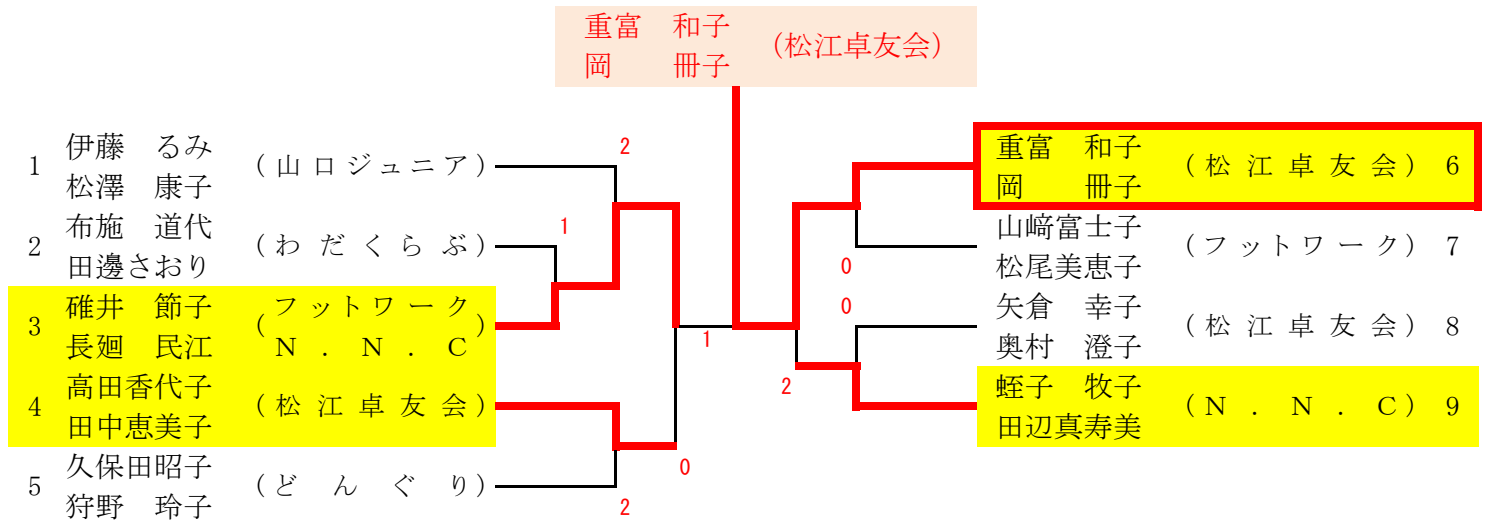 重富　和子
岡　　冊子
(松江卓友会)
1 伊藤　るみ (山口ジュニア)
松澤　康子
2 布施　道代 (わだくらぶ)
田邊さおり
3 碓井　節子 (フットワーク
長廻　民江 N．N．C)
4 高田香代子 (松江卓友会)
田中恵美子
5 久保田昭子 (どんぐり)
狩野　玲子
2
1
0
2
1
0
0
2
重富　和子 (松江卓友会) 6
岡　　冊子
山﨑富士子 (フットワーク) 7
松尾美恵子
矢倉　幸子 (松江卓友会) 8
奥村　澄子
蛭子　牧子 (N．N．C) 9
田辺真寿美